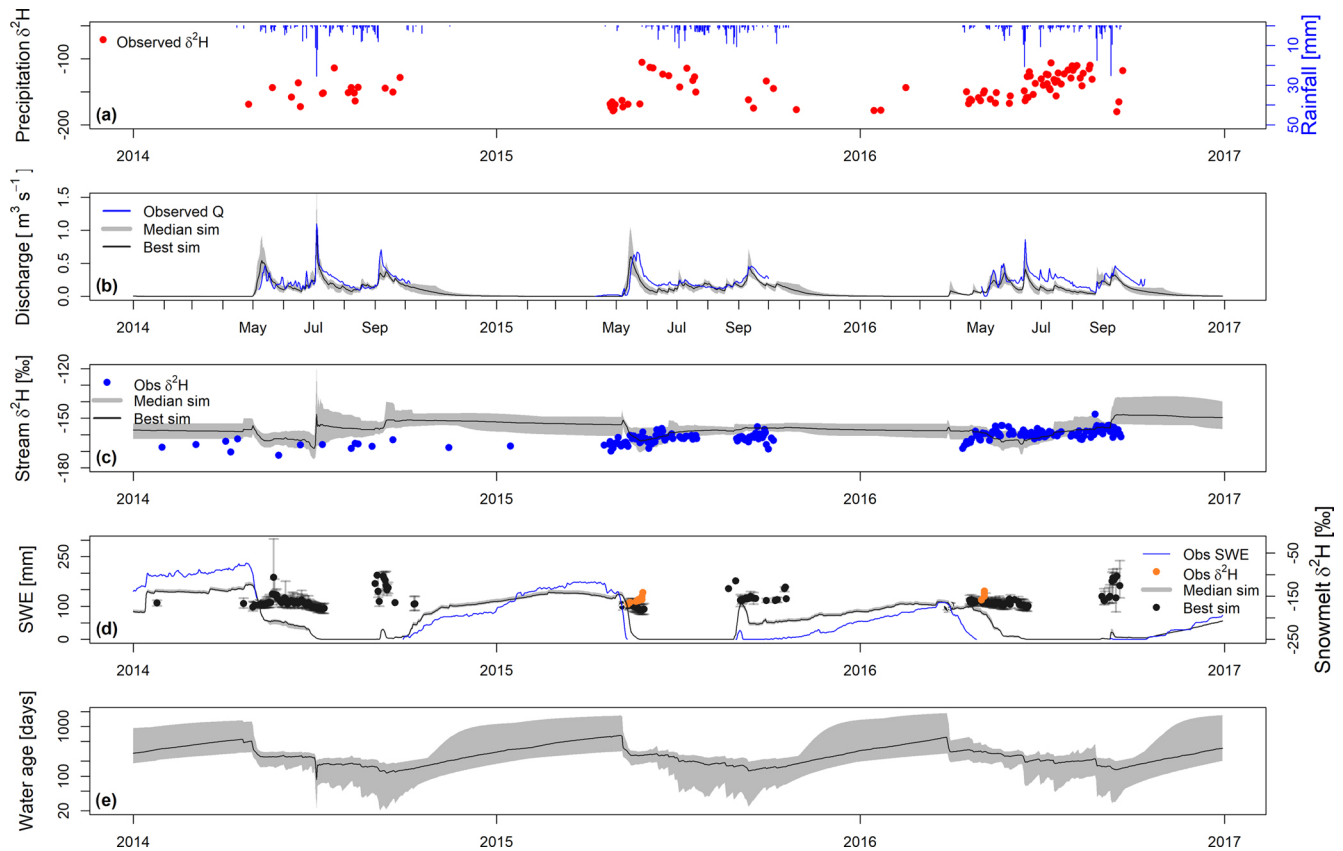 Precipitation δ²H
-100
-200
Observed δ²H
(a)
10
30
50
Rainfall [mm]
2014
2015
2016
2017
Discharge [ m³ s⁻¹ ]
1.5
1.0
0.5
0.0
Observed Q
Median sim
Best sim
(b)
2014
May
Jul
Sep
2015
May
Jul
Sep
2016
May
Jul
Sep
2017
Stream δ²H [‰]
-120
-150
-180
Obs δ²H
Median sim
Best sim
(c)
2014
2015
2016
2017
SWE [mm]
250
100
0
(d)
Obs SWE
Obs δ²H
Median sim
Best sim
-50
-150
-250
Snowmelt δ²H [‰]
2014
2015
2016
2017
Water age [days]
1000
100
20
(e)
2014
2015
2016
2017